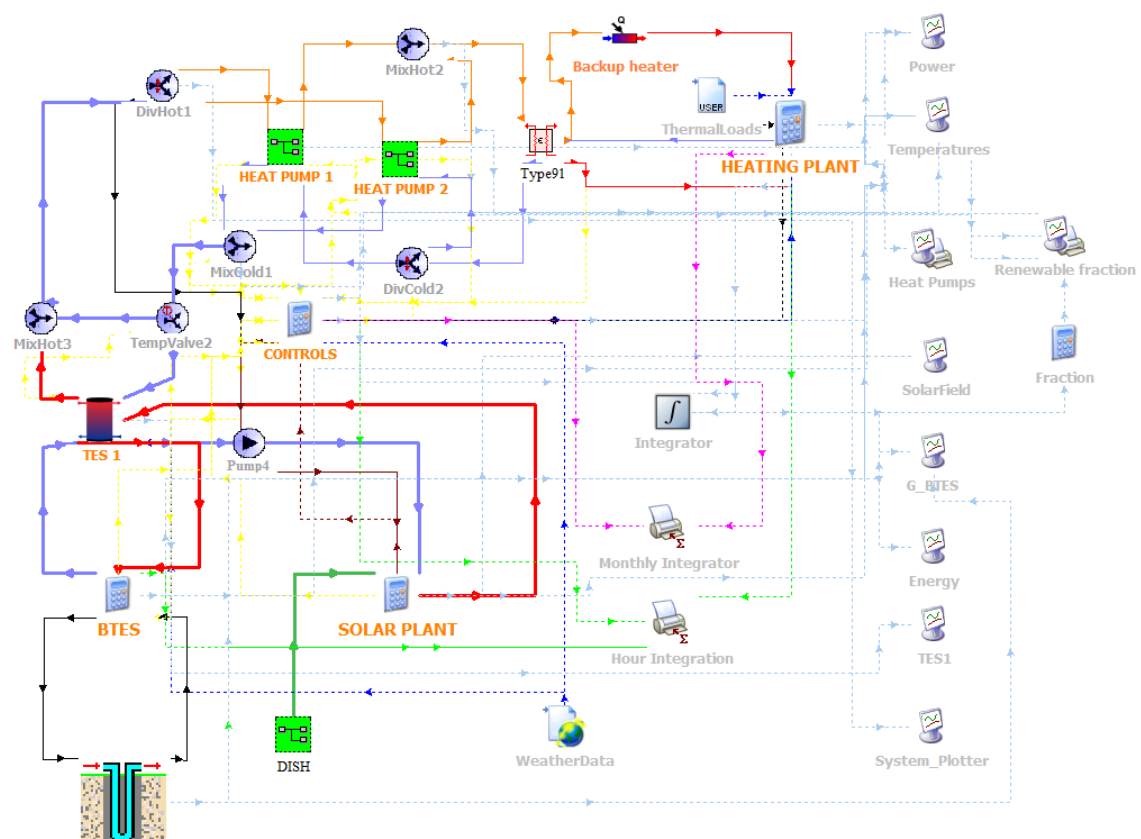 MixHot2
Power
Backup heater
DivHot1
USER
ThermalLoads
Temperatures
ε
Type91
HEATING PLANT
HEAT PUMP 1
HEAT PUMP 2
MixCold1
DivCold2
Heat Pumps
Renewable fraction
MixHot3
TempValve2
CONTROLS
SolarField
Fraction
∫
Integrator
TES 1
Pump4
G_BTES
Σ
Monthly Integrator
Energy
BTES
SOLAR PLANT
Σ
Hour Integration
TES1
DISH
WeatherData
System_Plotter